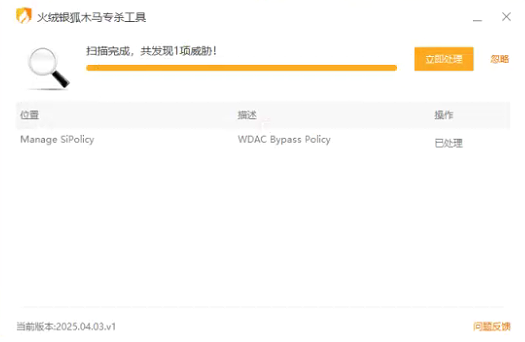 火绒银狐木马专杀工具
扫描完成，共发现1项威胁！
立即处理
忽略
位置 描述 操作
Manage SiPolicy WDAC Bypass Policy 已处理
当前版本:2025.04.03.v1
问题反馈